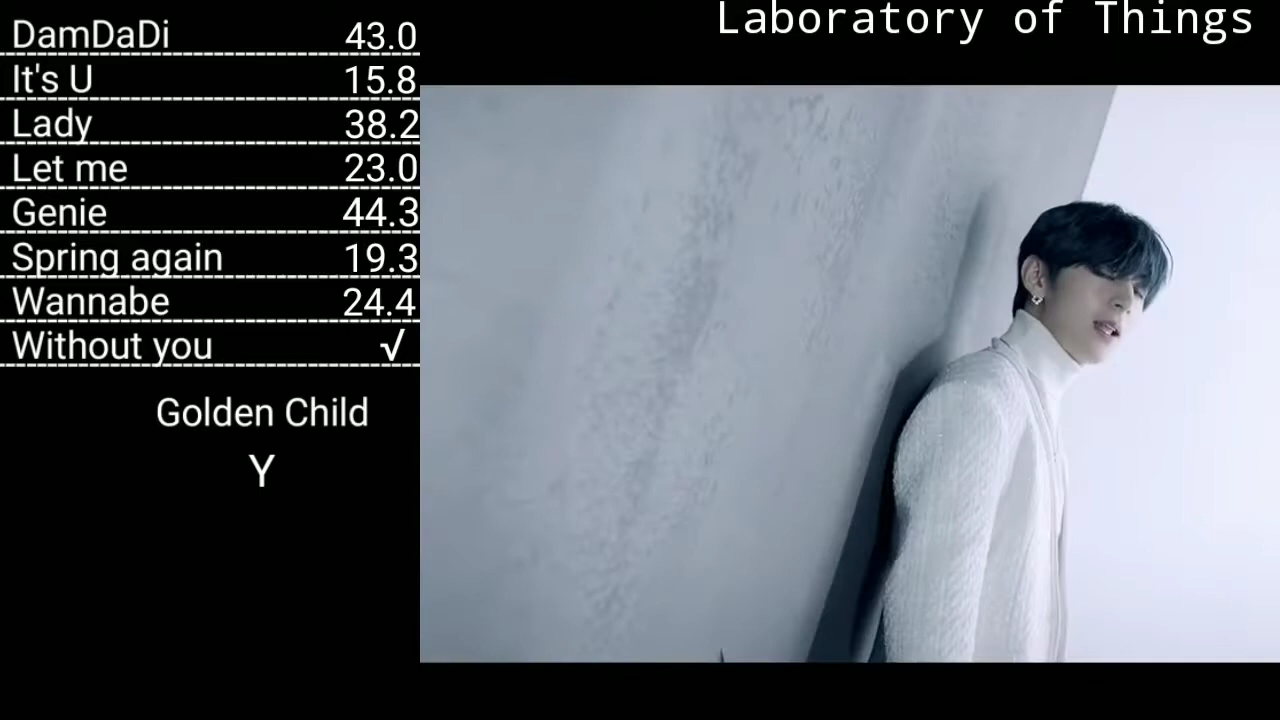 Laboratory of Things
DamDaDi 43.0
It's U 15.8
Lady 38.2
Let me 23.0
Genie 44.3
Spring again 19.3
Wannabe 24.4
Without you √
Golden Child
Y